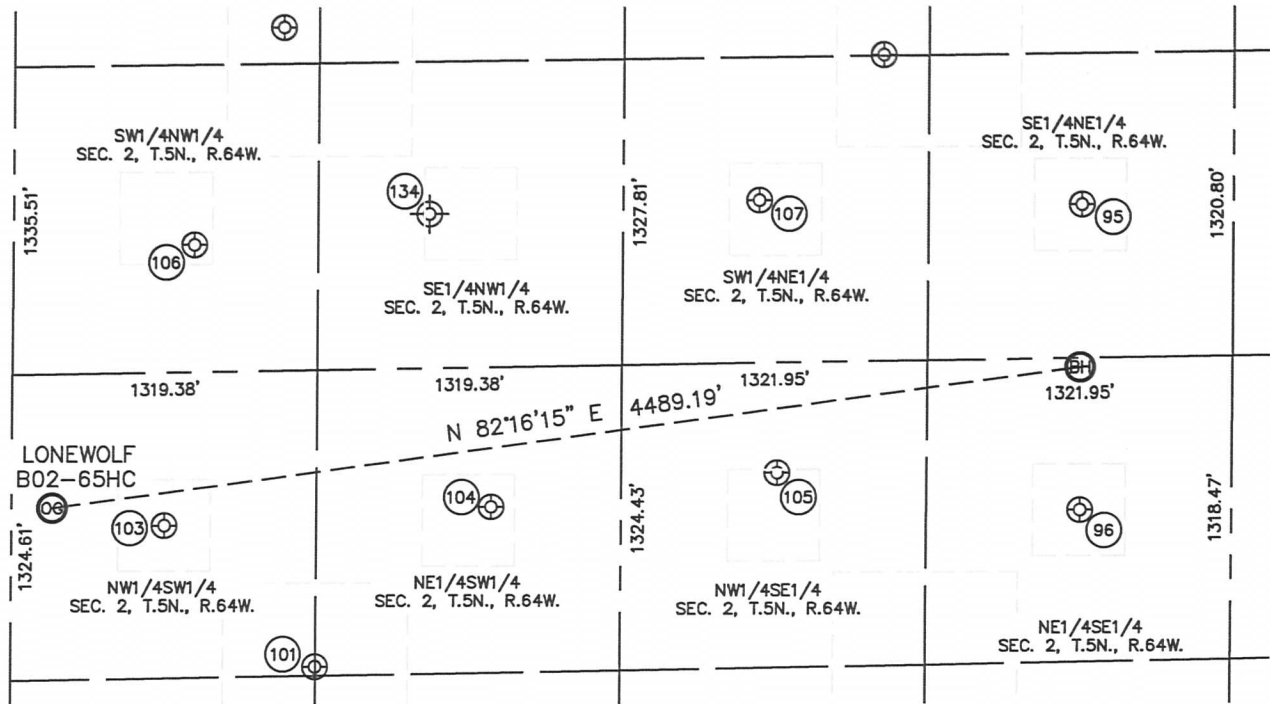 SW1/4NW1/4
SEC. 2, T.5N., R.64W.
SE1/4NE1/4
SEC. 2, T.5N., R.64W.
1335.51'
134
1327.81'
107
95
1320.80'
106
SE1/4NW1/4
SEC. 2, T.5N., R.64W.
SW1/4NE1/4
SEC. 2, T.5N., R.64W.
BH
1319.38'
1319.38'
1321.95'
1321.95'
N 82°16'15" E 4489.19'
LONEWOLF
B02-65HC
OG
1324.61'
103
104
1324.43'
105
96
1318.47'
NW1/4SW1/4
SEC. 2, T.5N., R.64W.
NE1/4SW1/4
SEC. 2, T.5N., R.64W.
NW1/4SE1/4
SEC. 2, T.5N., R.64W.
NE1/4SE1/4
SEC. 2, T.5N., R.64W.
101